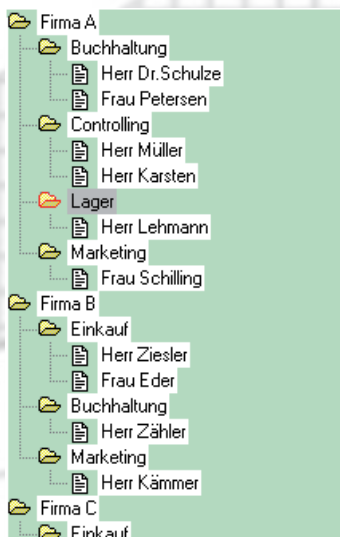 Firma A
Buchhaltung
Herr Dr.Schulze
Frau Petersen
Controlling
Herr Müller
Herr Karsten
Lager
Herr Lehmann
Marketing
Frau Schilling
Firma B
Einkauf
Herr Ziesler
Frau Eder
Buchhaltung
Herr Zähler
Marketing
Herr Kämmer
Firma C
Einkauf